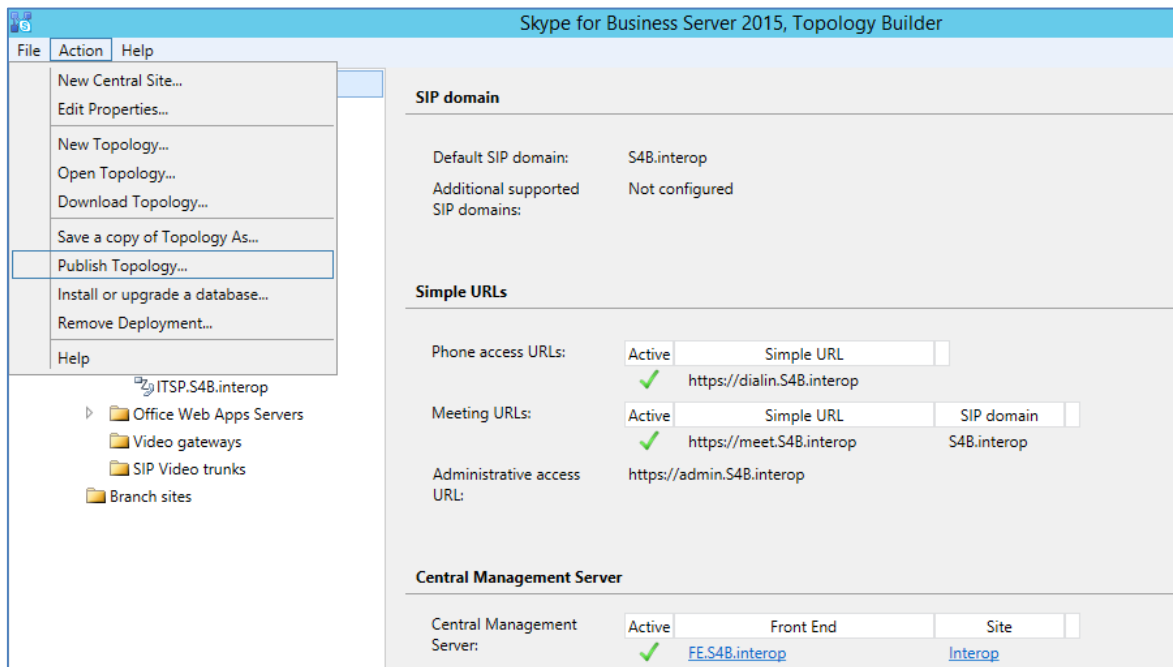 Skype for Business Server 2015, Topology Builder
File Action Help
New Central Site...
Edit Properties...
New Topology...
Open Topology...
Download Topology...
Save a copy of Topology As...
Publish Topology...
Install or upgrade a database...
Remove Deployment...
Help
ITSP.S4B.interop
Office Web Apps Servers
Video gateways
SIP Video trunks
Branch sites
SIP domain
Default SIP domain: S4B.interop
Additional supported Not configured
SIP domains:
Simple URLs
Phone access URLs: Active Simple URL
https://dialin.S4B.interop
Meeting URLs: Active Simple URL SIP domain
https://meet.S4B.interop S4B.interop
Administrative access https://admin.S4B.interop
URL:
Central Management Server
Central Management Active Front End Site
Server: FE.S4B.interop Interop